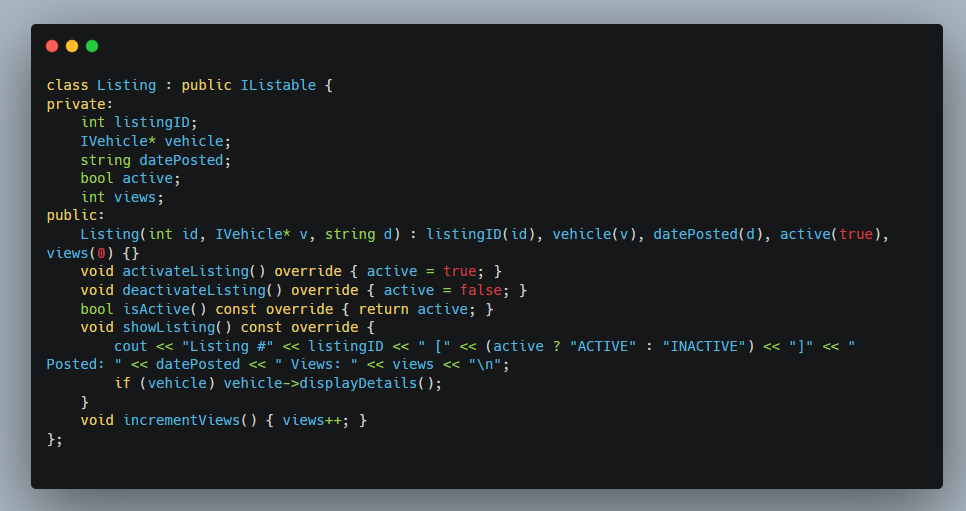 class Listing : public IListable {
private:
    int listingID;
    IVehicle* vehicle;
    string datePosted;
    bool active;
    int views;
public:
    Listing(int id, IVehicle* v, string d) : listingID(id), vehicle(v), datePosted(d), active(true),
views(0) {}
    void activateListing() override { active = true; }
    void deactivateListing() override { active = false; }
    bool isActive() const override { return active; }
    void showListing() const override {
        cout << "Listing #" << listingID << " [" << (active ? "ACTIVE" : "INACTIVE") << "]" << "
Posted: " << datePosted << " Views: " << views << "\n";
        if (vehicle) vehicle->displayDetails();
    }
    void incrementViews() { views++; }
};